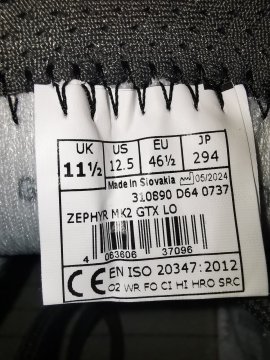 UK US EU JP
11½ 12.5 46½ 294
Made in Slovakia 05/2024
310890 D64 0737
ZEPHYR MK2 GTX LO
4 063606 37096
CE EN ISO 20347:2012
O2 WR FO CI HI HRO SRC